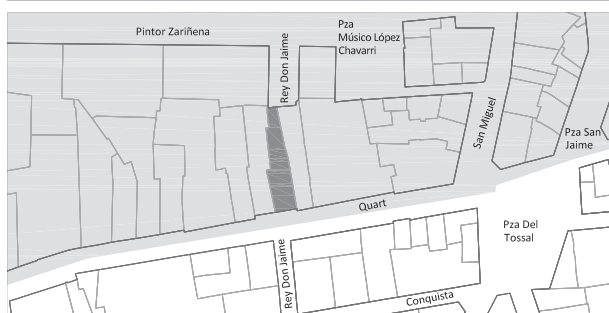 Pintor Zariñena
Rey Don Jaime
Pza
Músico López
Chavarri
San Miguel
Pza San
Jaime
Quart
Pza Del
Tossal
Rey Don Jaime
Conquista